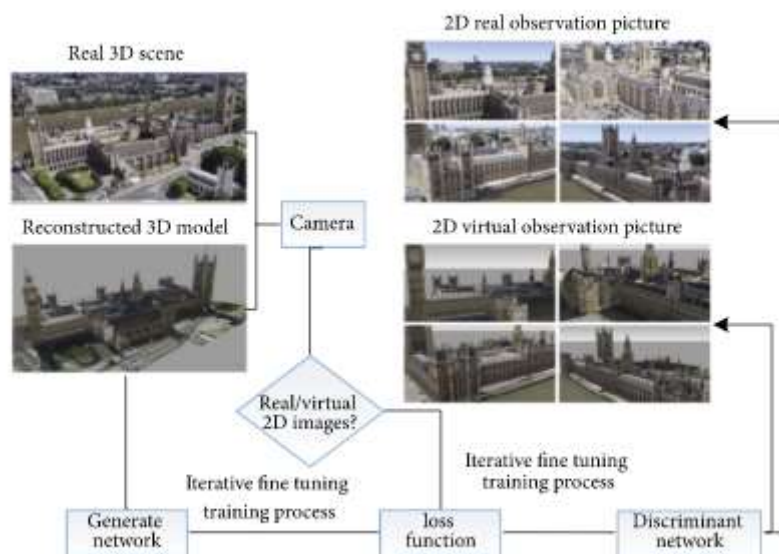 Real 3D scene
2D real observation picture
Reconstructed 3D model
Camera
2D virtual observation picture
Real/virtual
2D images?
Iterative fine tuning
training process
Iterative fine tuning
training process
Generate
network
loss
function
Discriminant
network